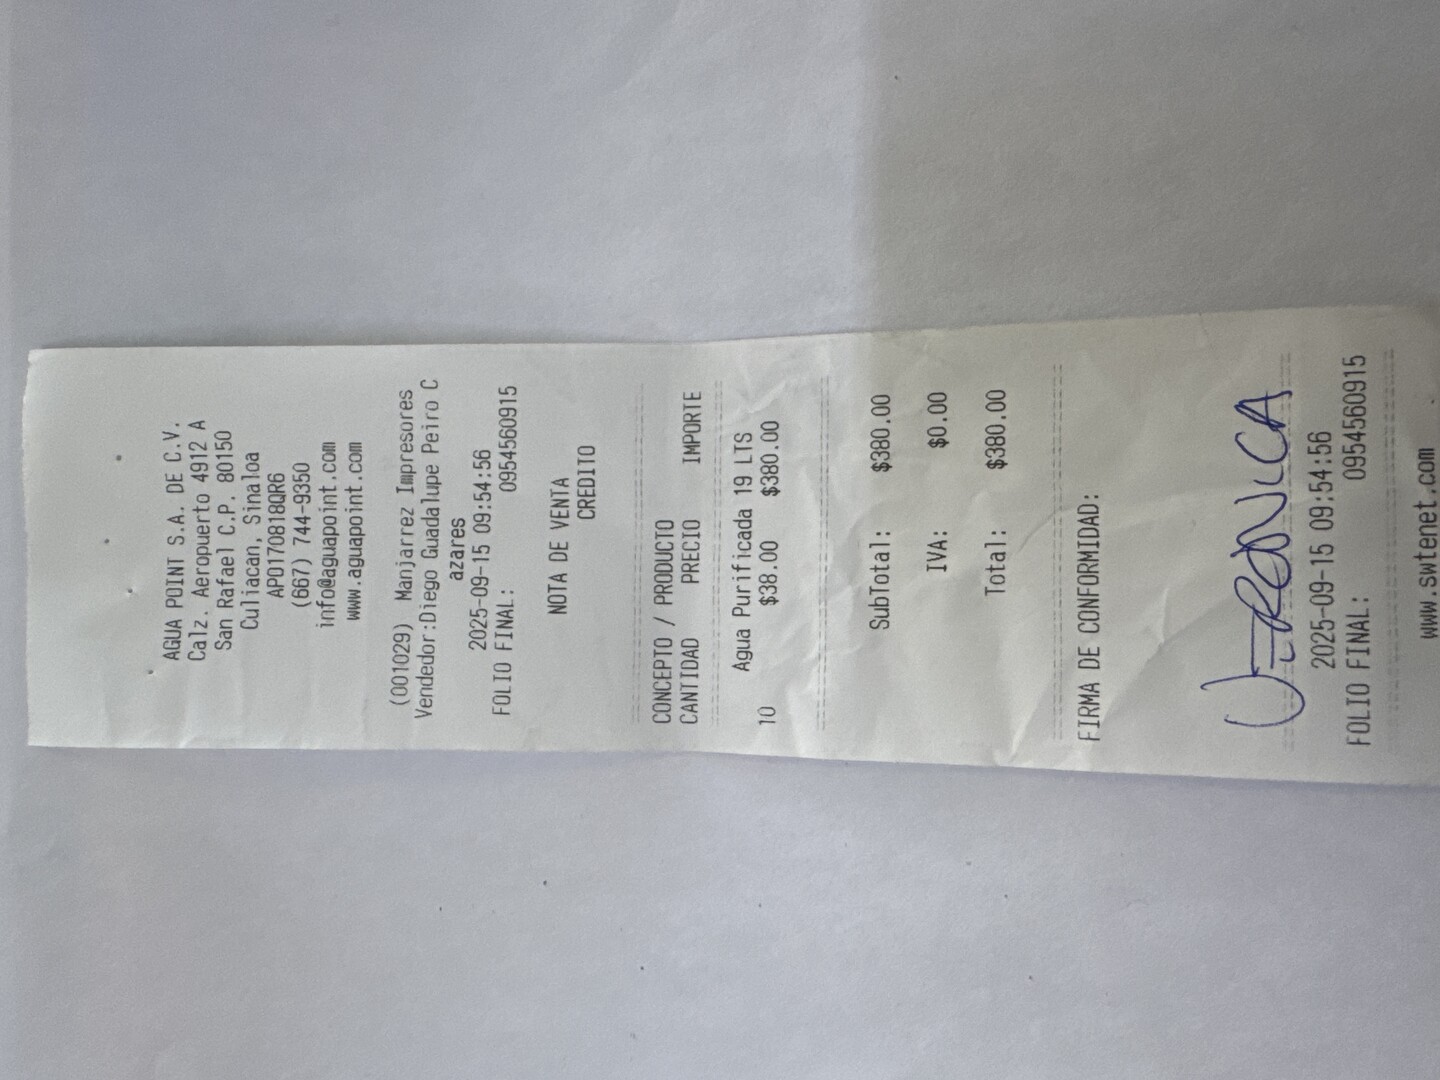 AGUA POINT S.A. DE C.V.
Calz. Aeropuerto 4912 A
San Rafael C.P. 80150
Culiacan, Sinaloa
APO170818QR6
(667) 744-9350
info@aguapoint.com
www.aguapoint.com
(001029) Manjarrez Impresores
Vendedor:Diego Guadalupe Peiro C
azares
2025-09-15 09:54:56
FOLIO FINAL: 0954560915
NOTA DE VENTA
CREDITO
CONCEPTO / PRODUCTO
CANTIDAD PRECIO IMPORTE
Agua Purificada 19 LTS
10 $38.00 $380.00
SubTotal: $380.00
IVA: $0.00
Total: $380.00
FIRMA DE CONFORMIDAD:
VERONICA
2025-09-15 09:54:56
FOLIO FINAL: 0954560915
www.swtenet.com